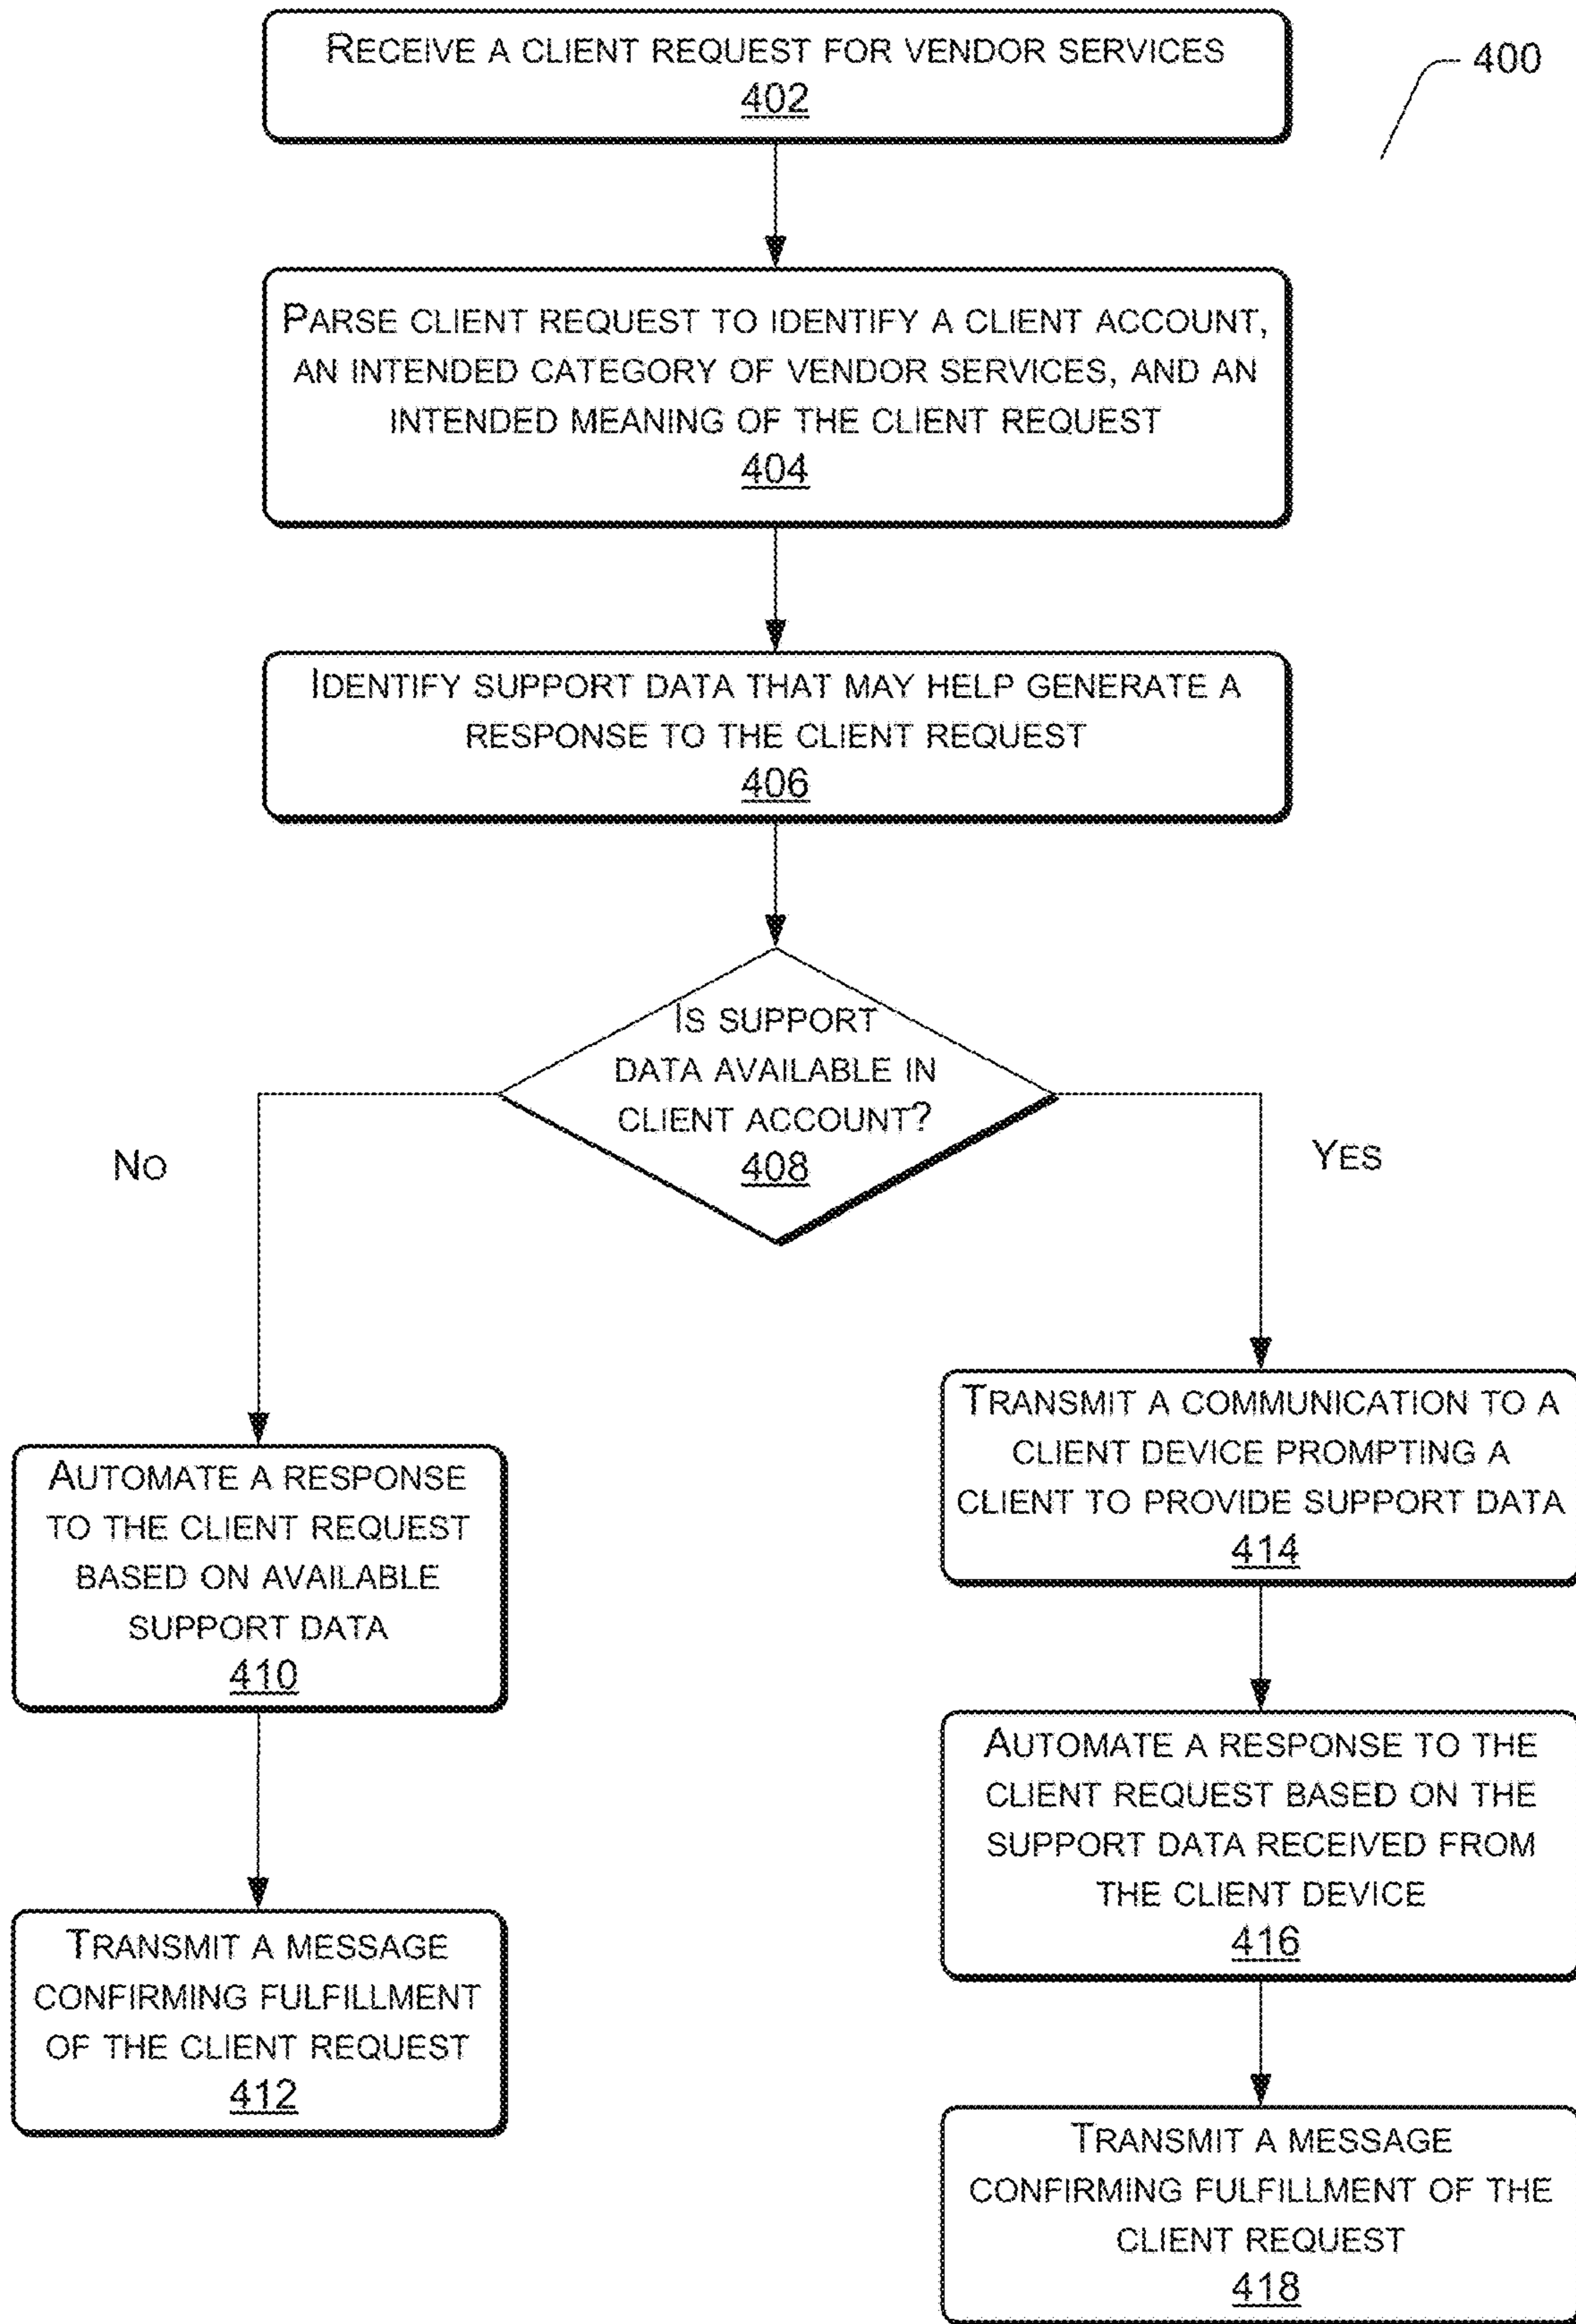 RECEIVE A CLIENT REQUEST FOR VENDOR SERVICES
402
400
PARSE CLIENT REQUEST TO IDENTIFY A CLIENT ACCOUNT,
AN INTENDED CATEGORY OF VENDOR SERVICES, AND AN
INTENDED MEANING OF THE CLIENT REQUEST
404
IDENTIFY SUPPORT DATA THAT MAY HELP GENERATE A
RESPONSE TO THE CLIENT REQUEST
406
IS SUPPORT
DATA AVAILABLE IN
CLIENT ACCOUNT?
408
NO
YES
AUTOMATE A RESPONSE
TO THE CLIENT REQUEST
BASED ON AVAILABLE
SUPPORT DATA
410
TRANSMIT A MESSAGE
CONFIRMING FULFILLMENT
OF THE CLIENT REQUEST
412
TRANSMIT A COMMUNICATION TO A
CLIENT DEVICE PROMPTING A
CLIENT TO PROVIDE SUPPORT DATA
414
AUTOMATE A RESPONSE TO THE
CLIENT REQUEST BASED ON THE
SUPPORT DATA RECEIVED FROM
THE CLIENT DEVICE
416
TRANSMIT A MESSAGE
CONFIRMING FULFILLMENT OF THE
CLIENT REQUEST
418